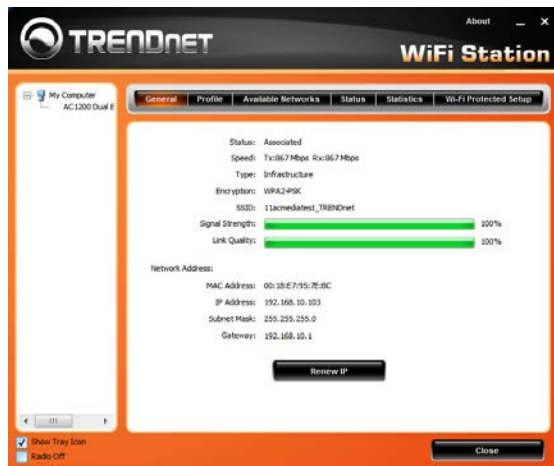 About
TRENDnet
WiFi Station
My Computer
AC1200 Dual B
General Profile Available Networks Status Statistics Wi-Fi Protected Setup
Status: Associated
Speed: Tx:867 Mbps Rx:867 Mbps
Type: Infrastructure
Encryption: WPA2-PSK
SSID: 11acmediatest_TRENDnet
Signal Strength: 100%
Link Quality: 100%
Network Address:
MAC Address: 00:18:E7:95:7E:BC
IP Address: 192.168.10.103
Subnet Mask: 255.255.255.0
Gateway: 192.168.10.1
Renew IP
Show Tray Icon
Radio Off
Close